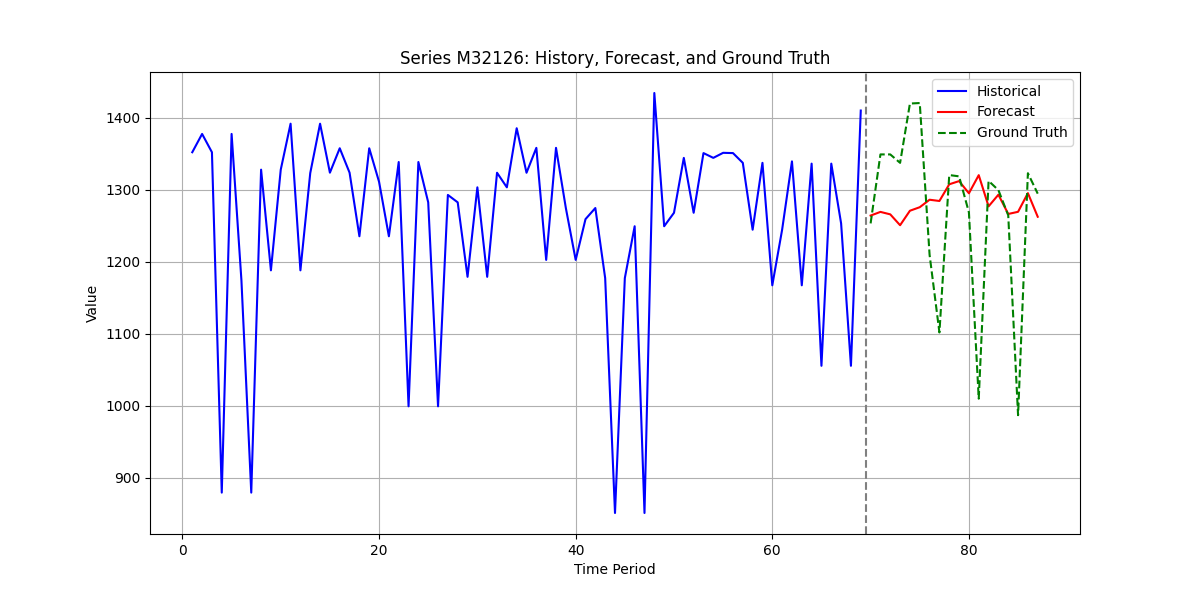 Series M32126: History, Forecast, and Ground Truth
Historical
Forecast
Ground Truth
Value
1400
1300
1200
1100
1000
900
0 20 40 60 80
Time Period